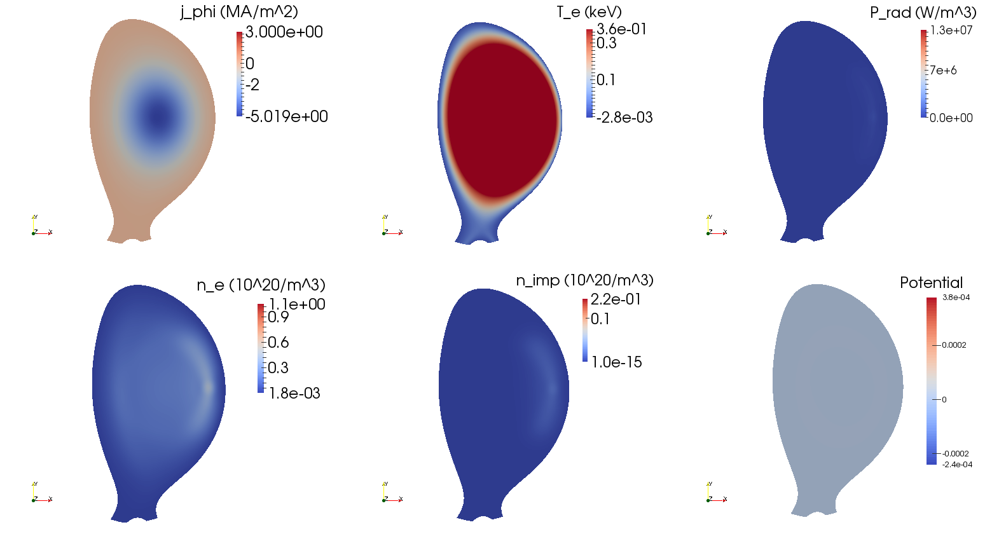 j_phi (MA/m^2)
3.000e+00
0
-2
-5.019e+00
Y
Z
X
T_e (keV)
3.6e-01
0.3
0.1
-2.8e-03
Y
Z
X
P_rad (W/m^3)
1.3e+07
7e+6
0.0e+00
Y
Z
X
n_e (10^20/m^3)
1.1e+00
0.9
0.6
0.3
1.8e-03
Y
Z
X
n_imp (10^20/m^3)
2.2e-01
0.1
1.0e-15
Y
Z
X
Potential
3.8e-04
0.0002
0
-0.0002
-2.4e-04
Y
Z
X